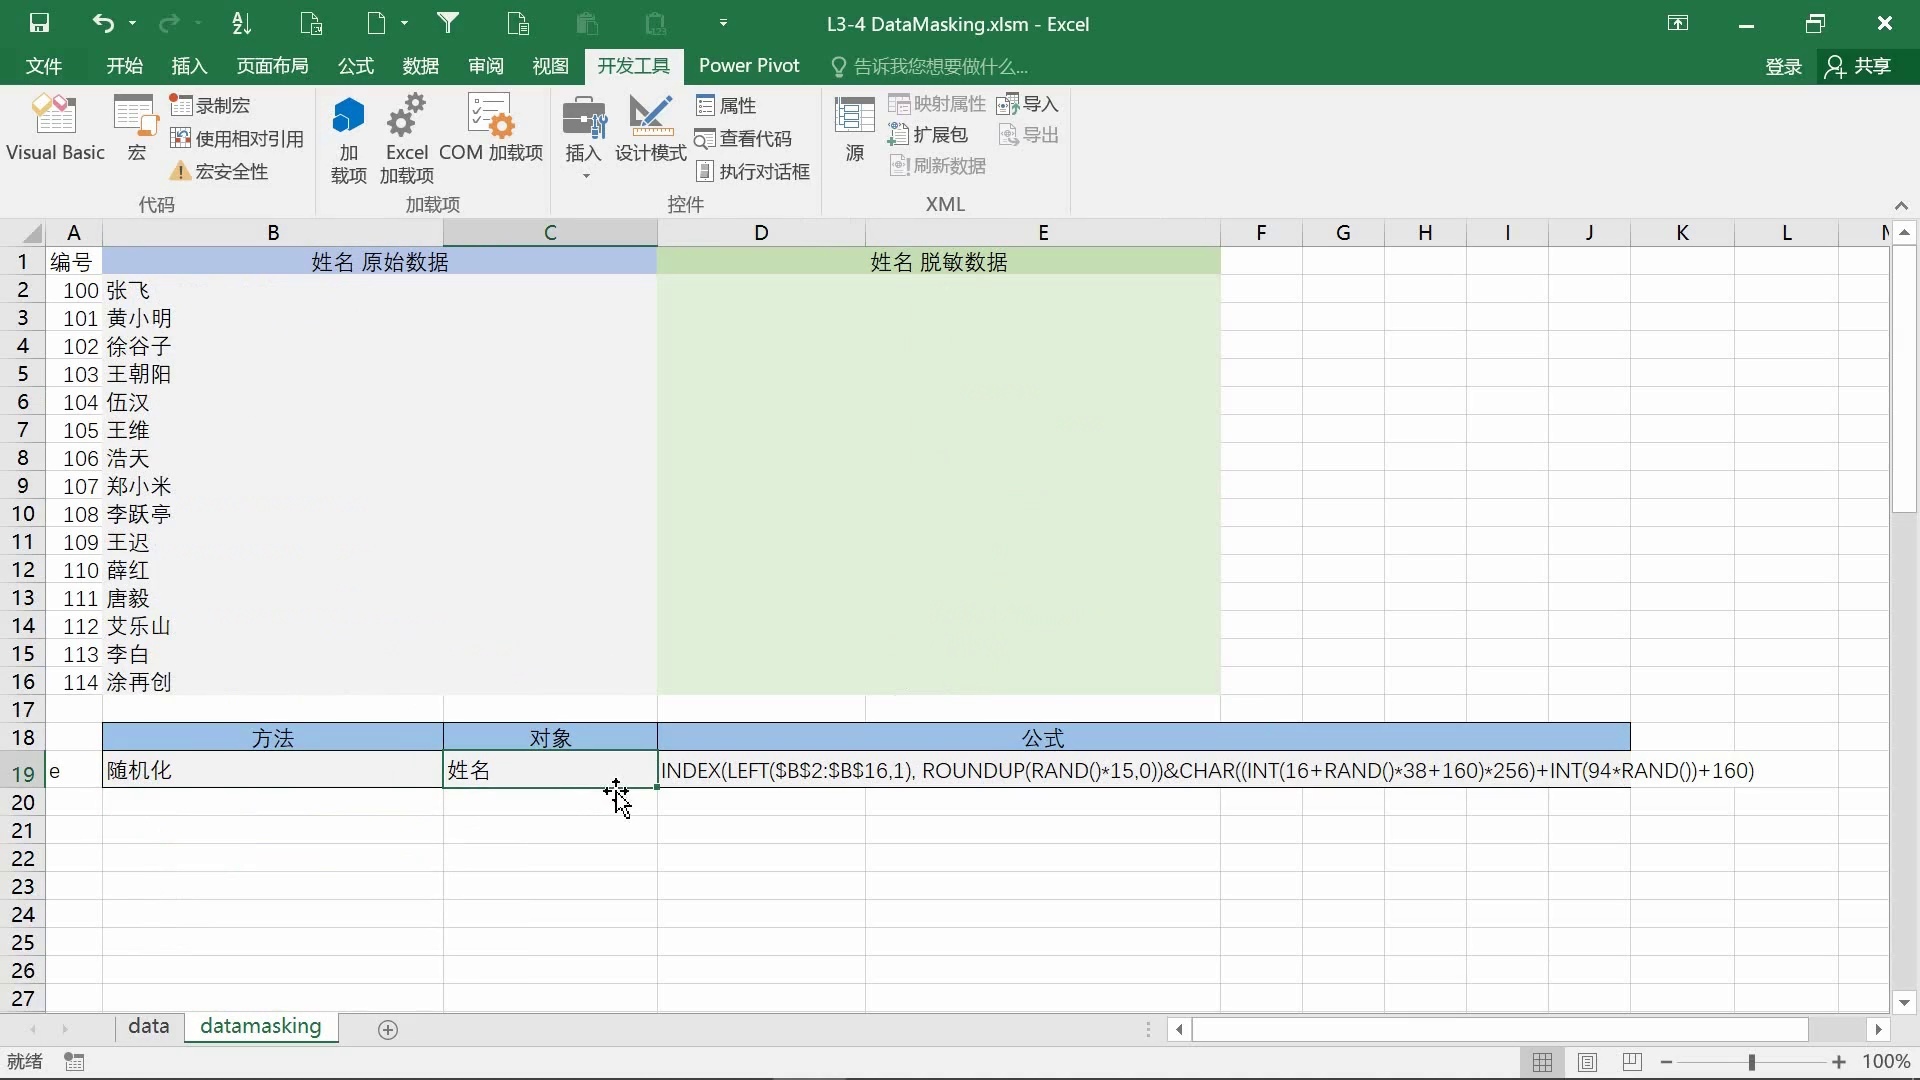 L3-4 DataMasking.xlsm - Excel
文件 开始 插入 页面布局 公式 数据 审阅 视图 开发工具 Power Pivot 告诉我您想要做什么... 登录 共享
Visual Basic
宏
录制宏
使用相对引用
宏安全性
代码
加载项
Excel 加载项
COM 加载项
加载项
插入
设计模式
属性
查看代码
执行对话框
控件
源
映射属性
扩展包
刷新数据
导入
导出
XML
A B C D E F G H I J K L
1 编号 姓名 原始数据 姓名 脱敏数据
2 100 张飞
3 101 黄小明
4 102 徐谷子
5 103 王朝阳
6 104 伍汉
7 105 王维
8 106 浩天
9 107 郑小米
10 108 李跃亭
11 109 王迟
12 110 薛红
13 111 唐毅
14 112 艾乐山
15 113 李白
16 114 涂再创
17
18 方法 对象 公式
19 e 随机化 姓名 INDEX(LEFT($B$2:$B$16,1), ROUNDUP(RAND()*15,0))&CHAR((INT(16+RAND()*38+160)*256)+INT(94*RAND())+160)
20
21
22
23
24
25
26
27
data datamasking
就绪 100%